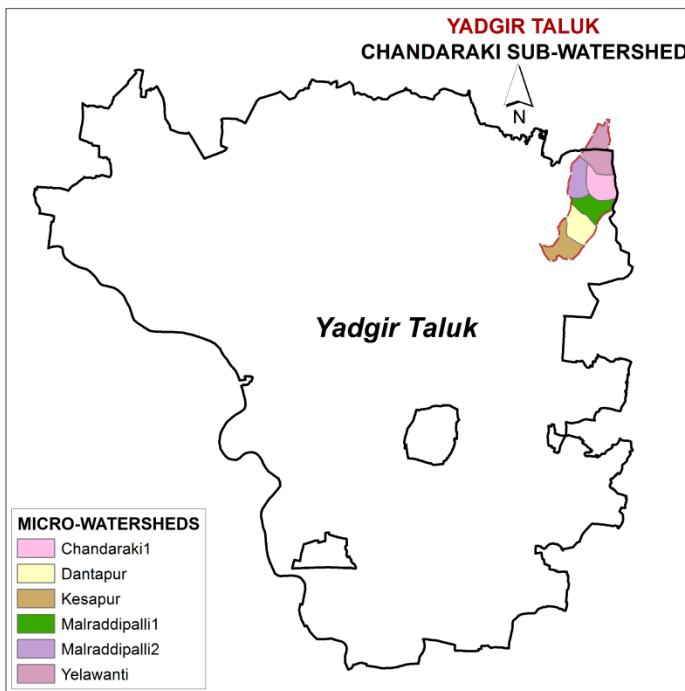 YADGIR TALUK
CHANDARAKI SUB-WATERSHED
N
Yadgir Taluk
MICRO-WATERSHEDS
Chandaraki1
Dantapur
Kesapur
Malraddipalli1
Malraddipalli2
Yelawanti